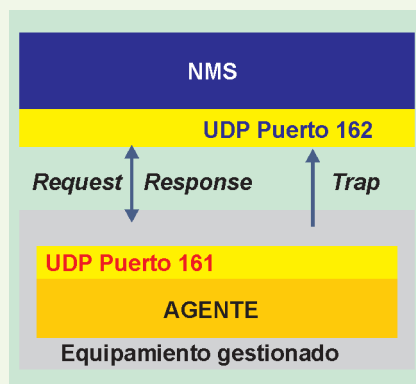 NMS
UDP Puerto 162
Request Response Trap
UDP Puerto 161
AGENTE
Equipamiento gestionado